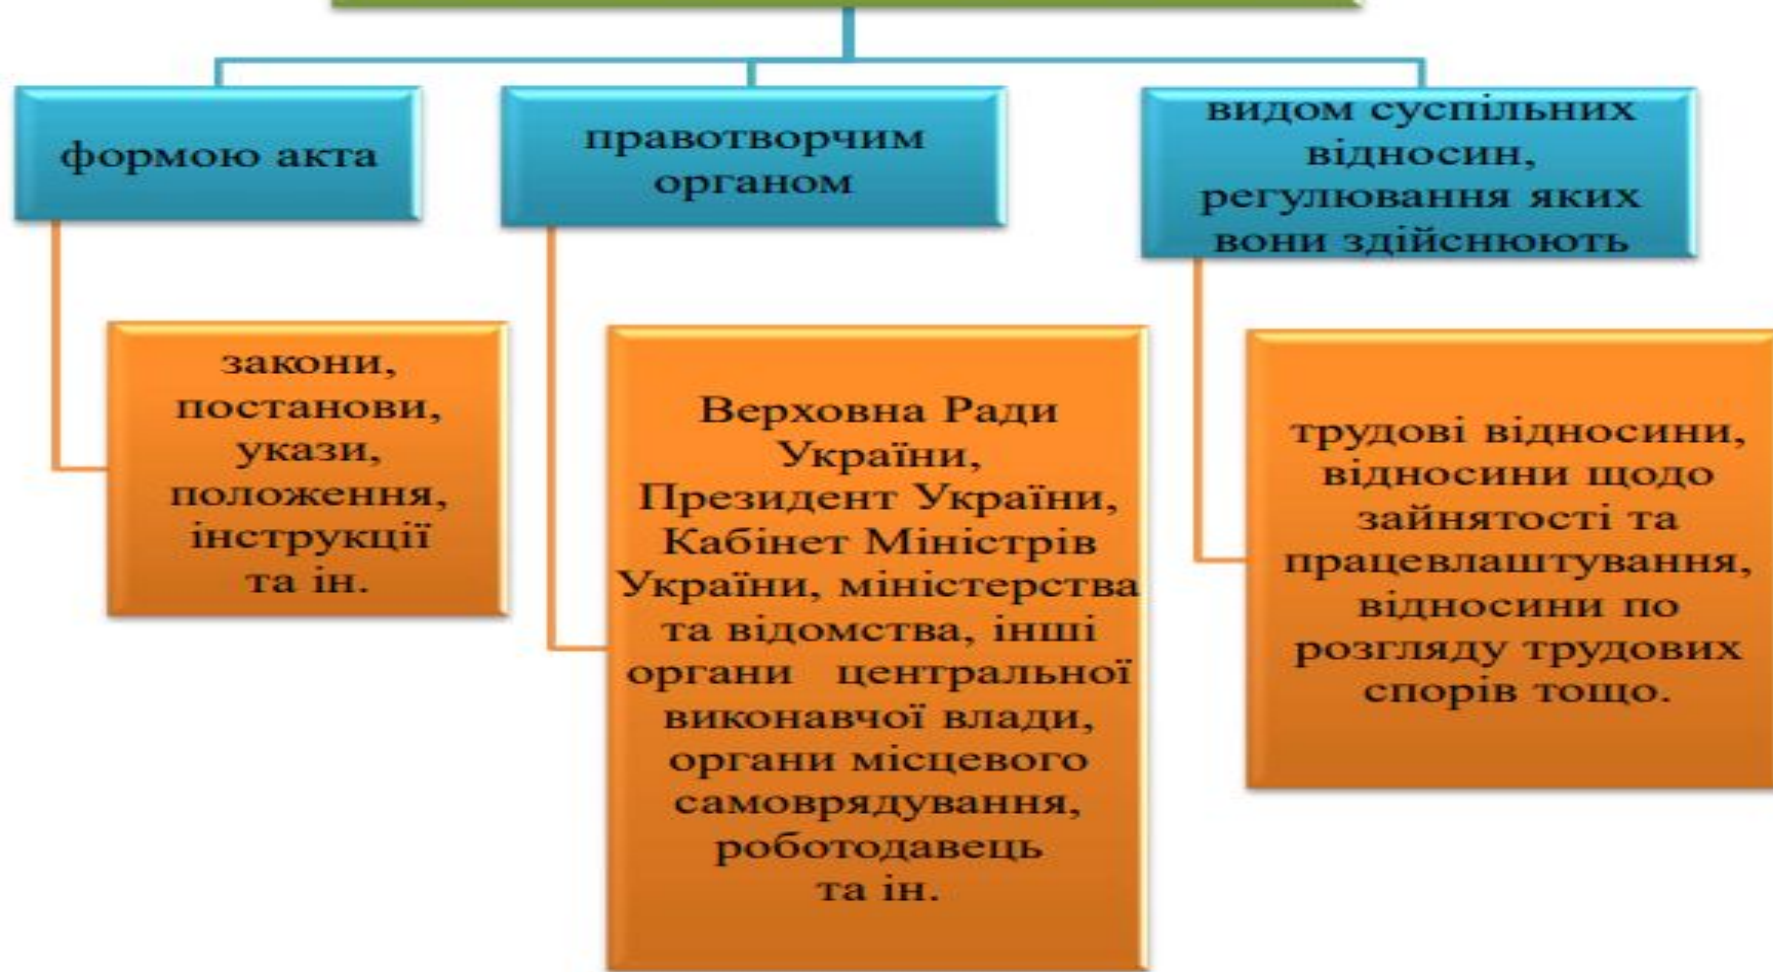 формою акта
правотворчим
органом
видом суспільних
відносин,
регулювання яких
вони здійснюють
закони,
постанови,
укази,
положення,
інструкції
та ін.
Верховна Ради
України,
Президент України,
Кабінет Міністрів
України, міністерства
та відомства, інші
органи центральної
виконавчої влади,
органи місцевого
самоврядування,
роботодавець
та ін.
трудові відносини,
відносини щодо
зайнятості та
працевлаштування,
відносини по
розгляду трудових
спорів тощо.